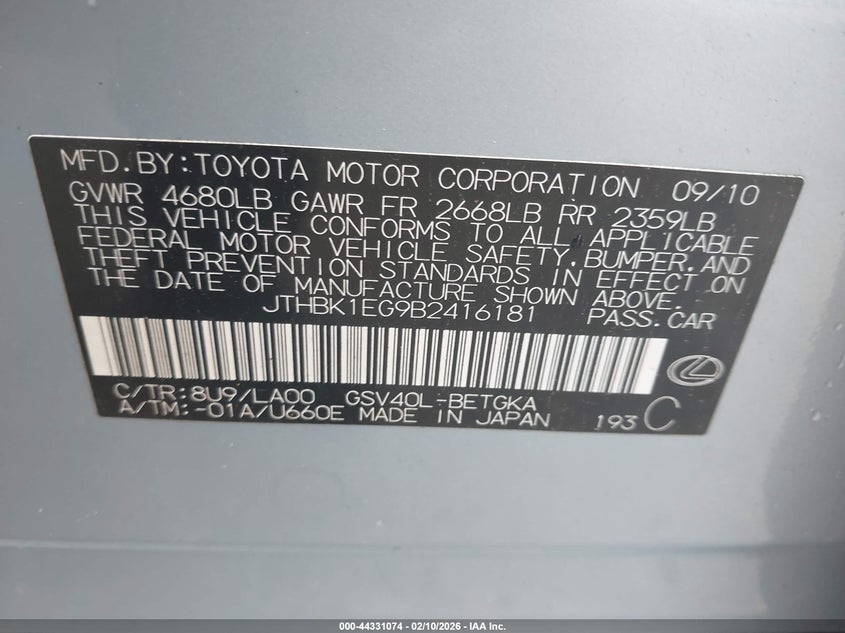 MFD.BY:TOYOTA MOTOR CORPORATION 09/10
GVWR 4680LB GAWR FR 2668LB RR 2359LB
THIS VEHICLE CONFORMS TO ALL APPLICABLE
FEDERAL MOTOR VEHICLE SAFETY,BUMPER,AND
THEFT PREVENTION STANDARDS IN EFFECT ON
THE DATE OF MANUFACTURE SHOWN ABOVE.
JTHBK1EG9B2416181 PASS.CAR
C/TR:8U9/LA00 GSV40L-BETGKA
A/TM:-01A/U660E MADE IN JAPAN 193 C
000-44331074 — 02/10/2026 — IAA Inc.